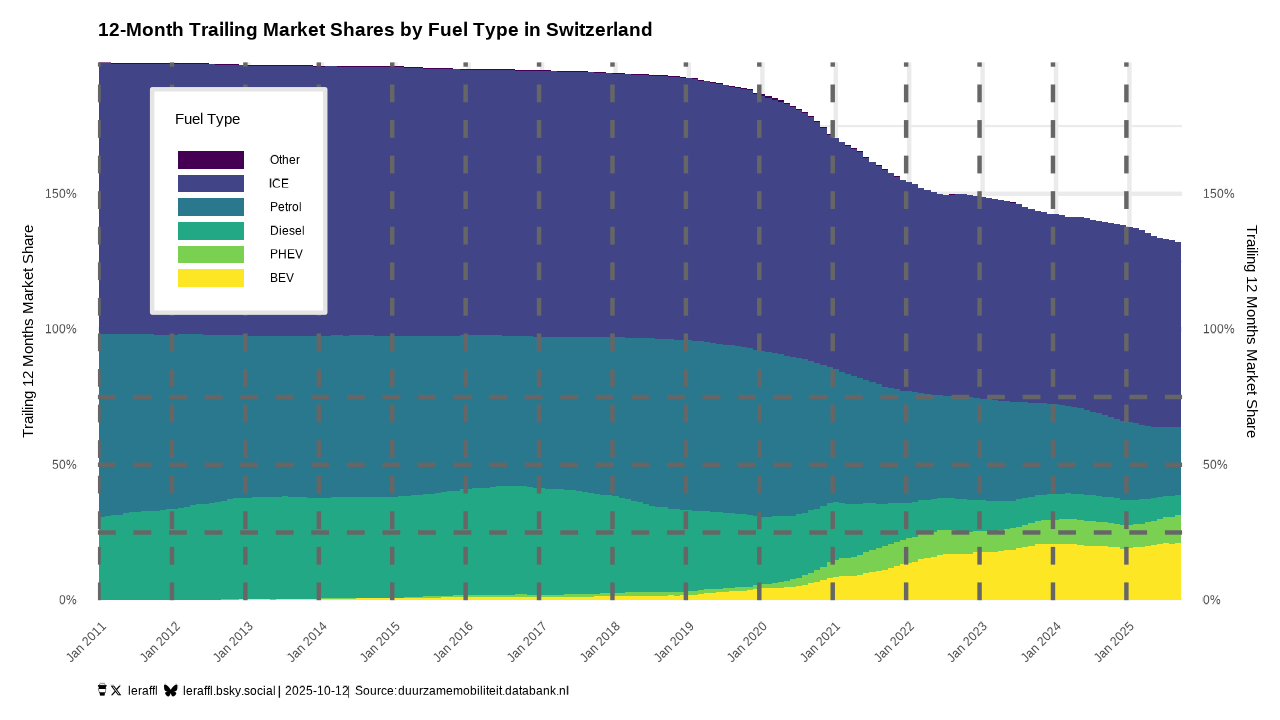 12-Month Trailing Market Shares by Fuel Type in Switzerland
Fuel Type
Other
ICE
Petrol
Diesel
PHEV
BEV
150%
100%
50%
0%
Trailing 12 Months Market Share
150%
100%
50%
0%
Trailing 12 Months Market Share
Jan 2011
Jan 2012
Jan 2013
Jan 2014
Jan 2015
Jan 2016
Jan 2017
Jan 2018
Jan 2019
Jan 2020
Jan 2021
Jan 2022
Jan 2023
Jan 2024
Jan 2025
leraffl leraffl.bsky.social | 2025-10-12 | Source: duurzamemobiliteit.databank.nl